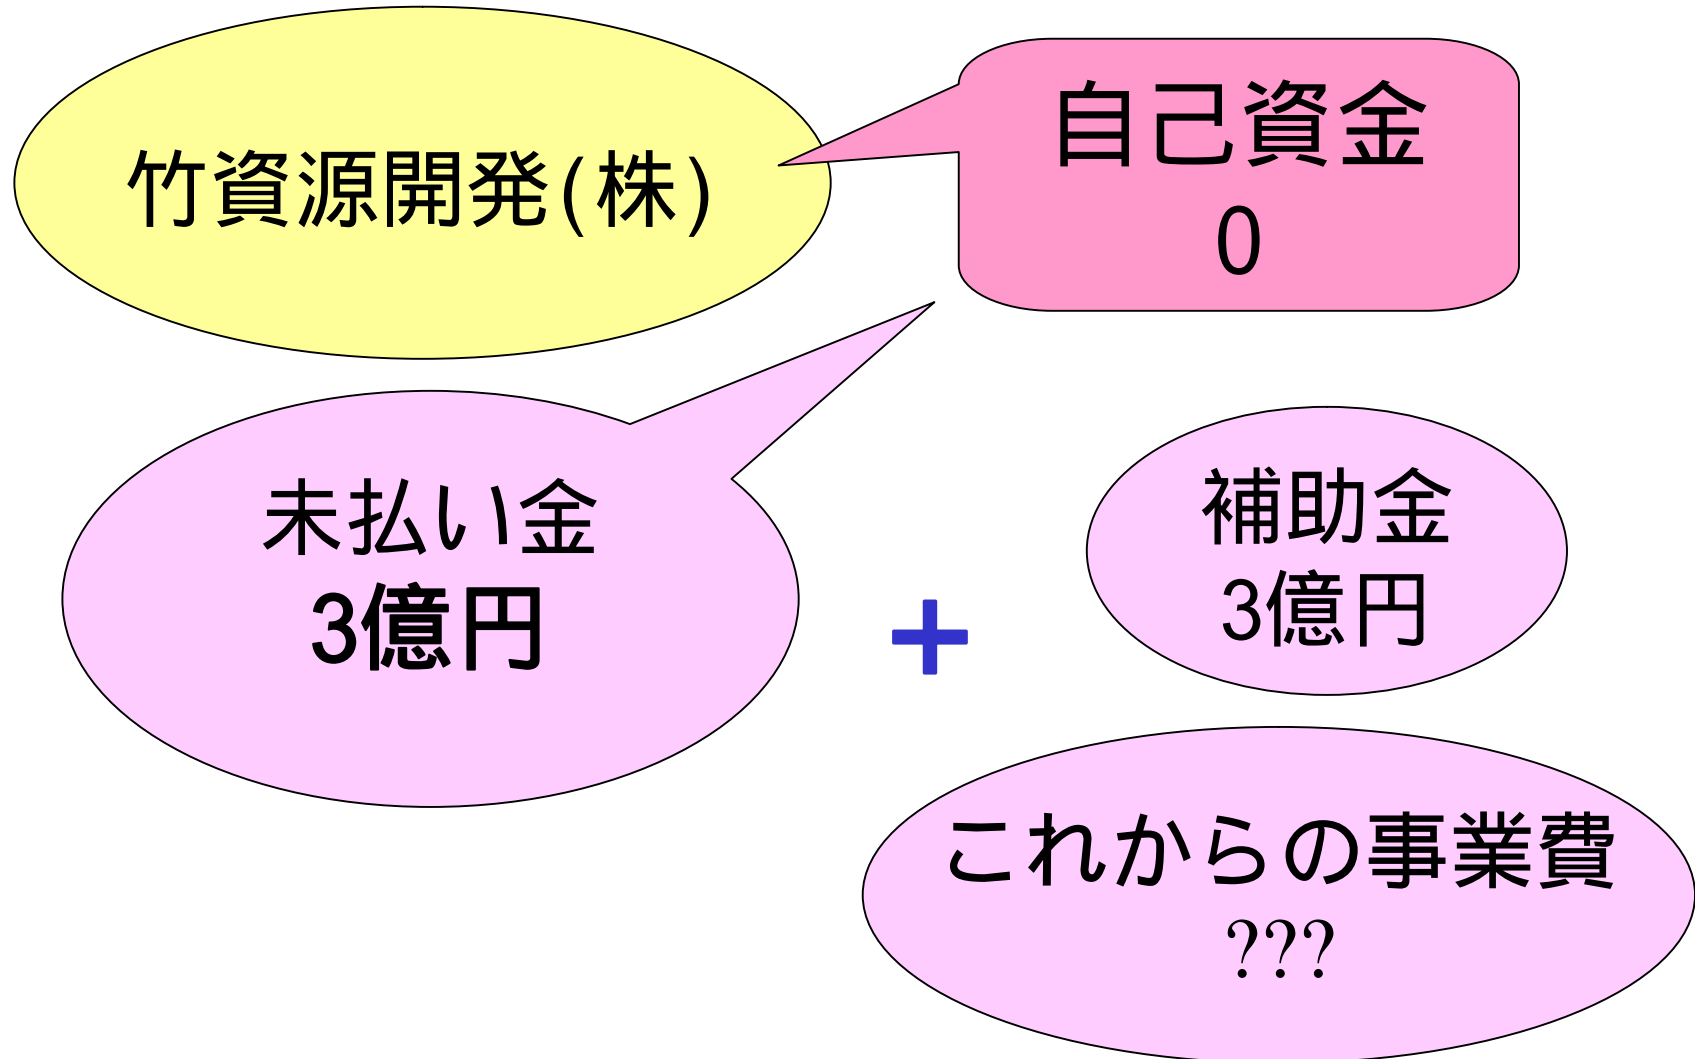 竹資源開発(株)
自己資金
0
未払い金
3億円
+
補助金
3億円
これからの事業費
???